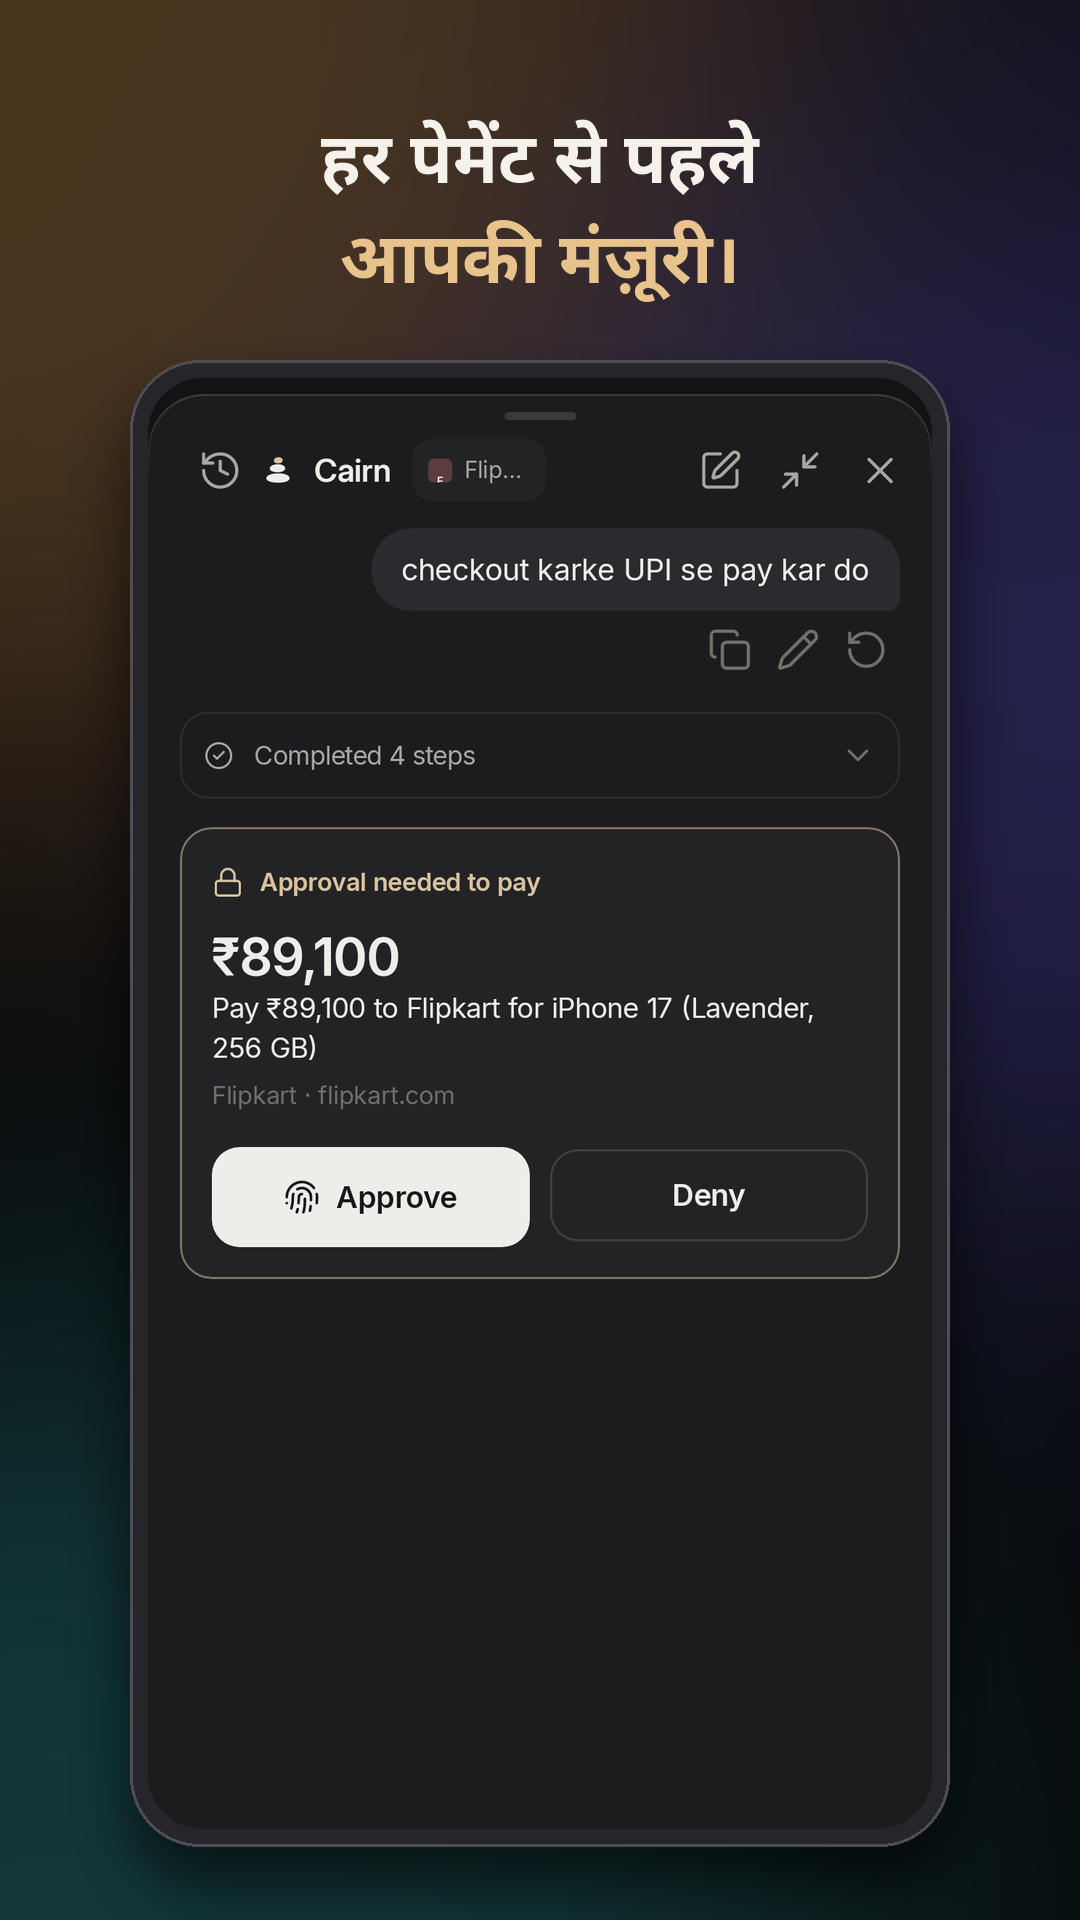 हर पेमेंट से पहले
आपकी मंज़ूरी।
Cairn
Flip...
checkout karke UPI se pay kar do
Completed 4 steps
Approval needed to pay
₹89,100
Pay ₹89,100 to Flipkart for iPhone 17 (Lavender,
256 GB)
Flipkart · flipkart.com
Approve
Deny